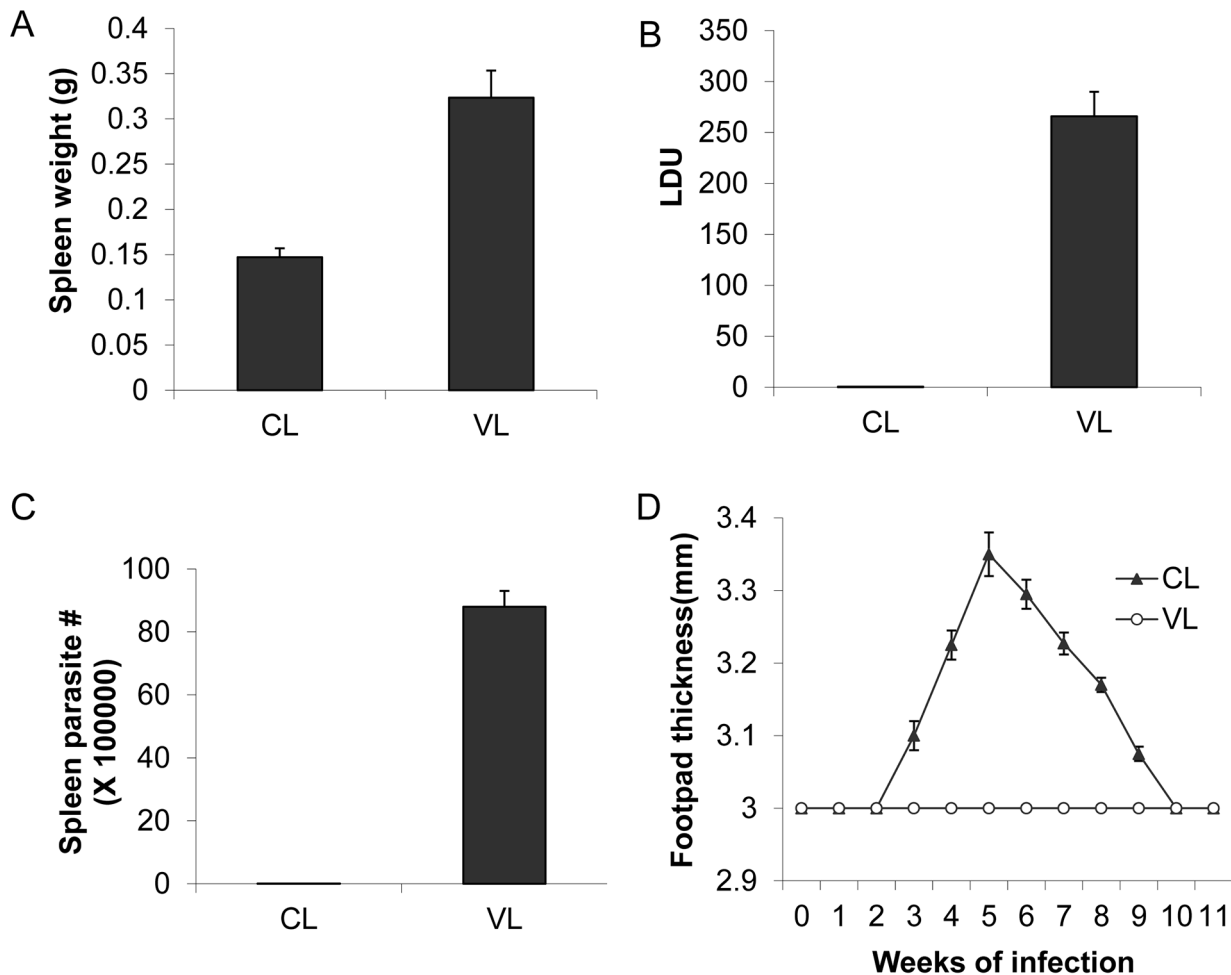 A
Spleen weight (g)
0.4
0.35
0.3
0.25
0.2
0.15
0.1
0.05
0
CL VL
B
LDU
350
300
250
200
150
100
50
0
CL VL
C
Spleen parasite #
(X 100000)
100
80
60
40
20
0
CL VL
D
Footpad thickness(mm)
3.4
3.3
3.2
3.1
3
2.9
CL
VL
0 1 2 3 4 5 6 7 8 9 10 11
Weeks of infection